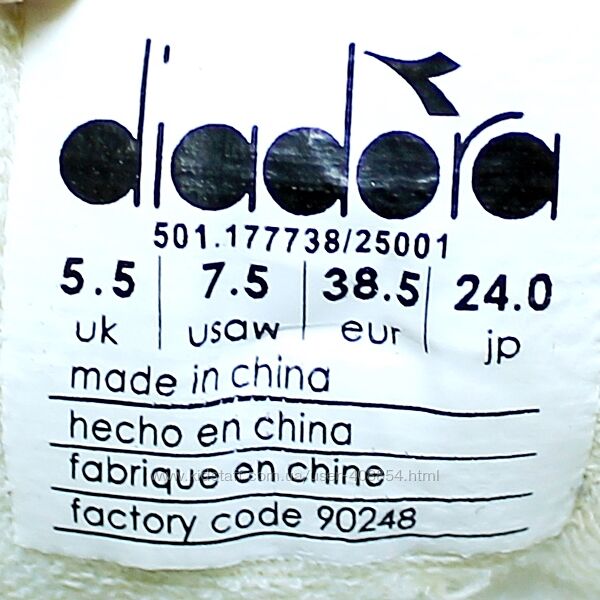 diadora
501.177738/25001
5.5 7.5 38.5 24.0
uk usaw eur jp
made in china
hecho en china
fabrique en chine
factory code 90248